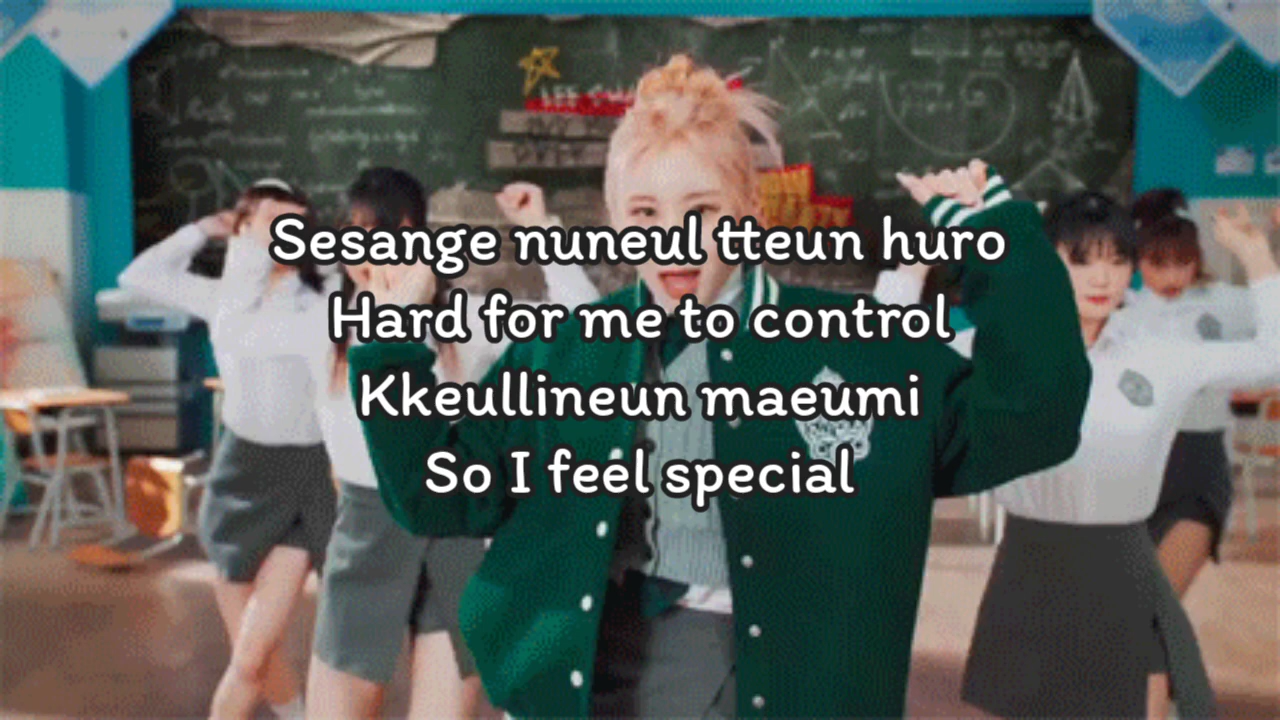 Sesange nuneul tteun huro
Hard for me to control
Kkeullineun maeumi
So I feel special